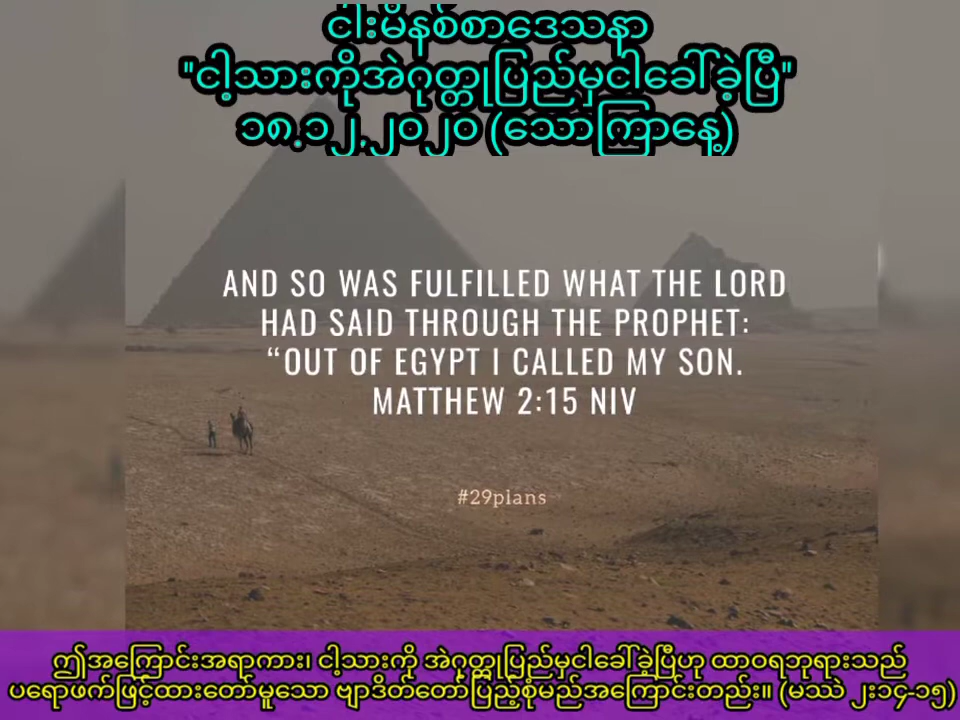 ငါးမိနစ်စာဒေသနာ
"ငါ့သားကိုအဲဂုတ္တုပြည်မှငါခေါ်ခဲ့ပြီ"
၁၈.၁၂.၂၀၂၀ (သောကြာနေ့)
AND SO WAS FULFILLED WHAT THE LORD
HAD SAID THROUGH THE PROPHET:
“OUT OF EGYPT I CALLED MY SON.
MATTHEW 2:15 NIV
#29plans
ဤအကြောင်းအရာကား၊ ငါ့သားကို အဲဂုတ္တုပြည်မှငါခေါ်ခဲ့ပြီဟု ထာဝရဘုရားသည်
ပရောဖက်ဖြင့်ထားတော်မူသော ဗျာဒိတ်တော်ပြည့်စုံမည်အကြောင်းတည်း။ (မဿဲ ၂း၁၄-၁၅)